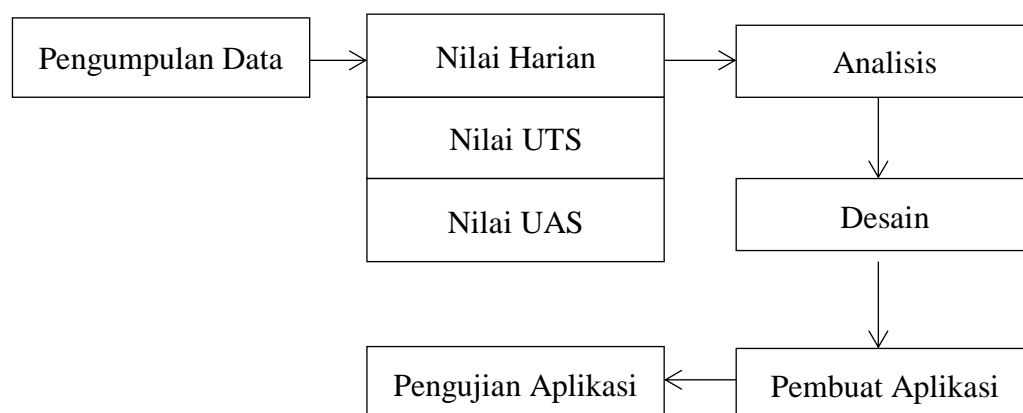 Pengumpulan Data
Nilai Harian
Nilai UTS
Nilai UAS
Analisis
Desain
Pembuat Aplikasi
Pengujian Aplikasi